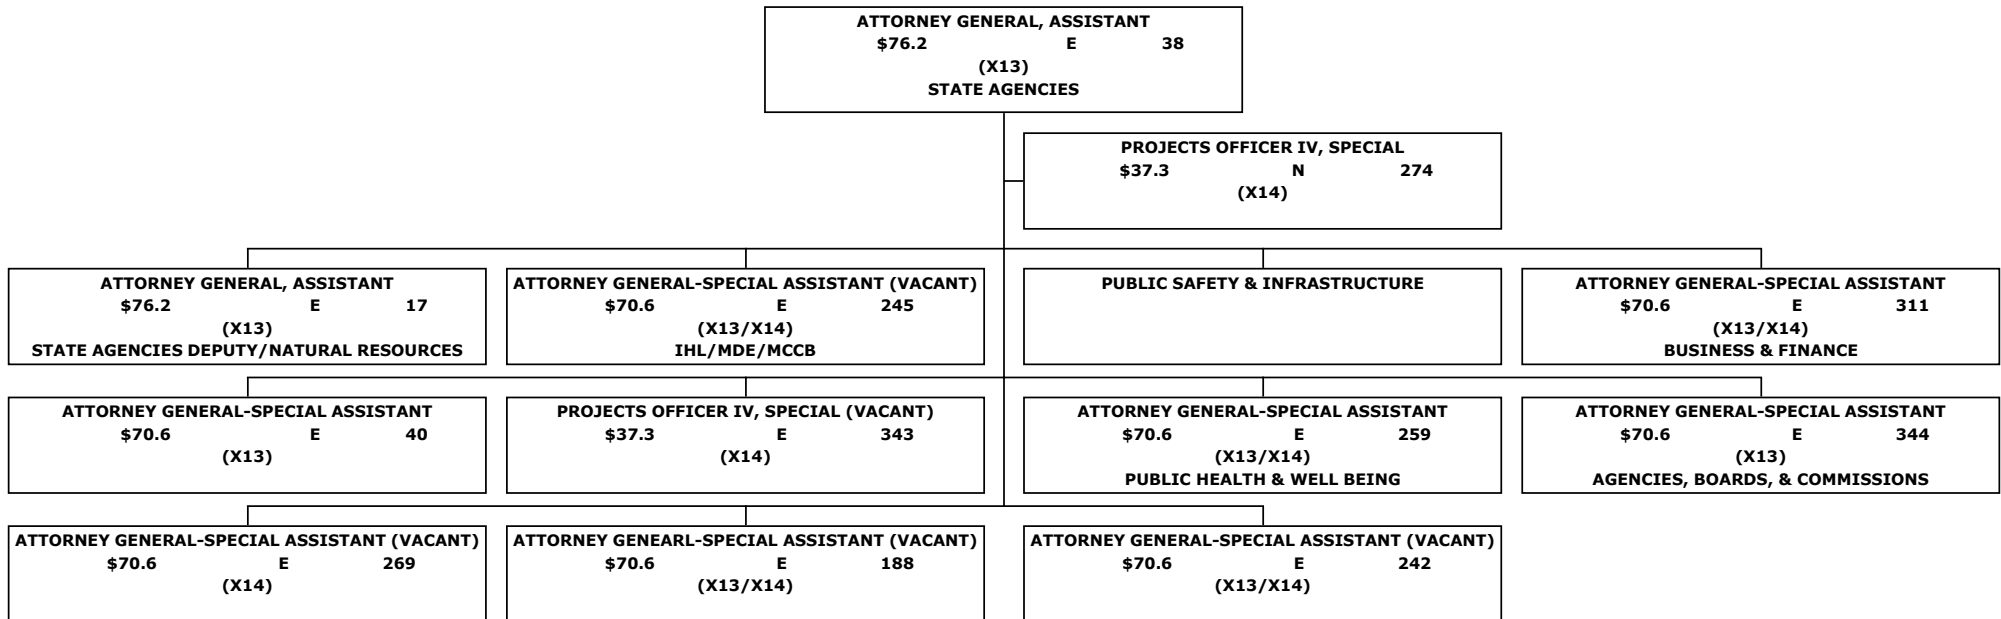 ATTORNEY GENERAL, ASSISTANT
$76.2 E 38
(X13)
STATE AGENCIES
PROJECTS OFFICER IV, SPECIAL
$37.3 N 274
(X14)
ATTORNEY GENERAL, ASSISTANT
$76.2 E 17
(X13)
STATE AGENCIES DEPUTY/NATURAL RESOURCES
ATTORNEY GENERAL-SPECIAL ASSISTANT (VACANT)
$70.6 E 245
(X13/X14)
IHL/MDE/MCCB
PUBLIC SAFETY & INFRASTRUCTURE
ATTORNEY GENERAL-SPECIAL ASSISTANT
$70.6 E 311
(X13/X14)
BUSINESS & FINANCE
ATTORNEY GENERAL-SPECIAL ASSISTANT
$70.6 E 40
(X13)
PROJECTS OFFICER IV, SPECIAL (VACANT)
$37.3 E 343
(X14)
ATTORNEY GENERAL-SPECIAL ASSISTANT
$70.6 E 259
(X13/X14)
PUBLIC HEALTH & WELL BEING
ATTORNEY GENERAL-SPECIAL ASSISTANT
$70.6 E 344
(X13)
AGENCIES, BOARDS, & COMMISSIONS
ATTORNEY GENERAL-SPECIAL ASSISTANT (VACANT)
$70.6 E 269
(X14)
ATTORNEY GENEARL-SPECIAL ASSISTANT (VACANT)
$70.6 E 188
(X13/X14)
ATTORNEY GENERAL-SPECIAL ASSISTANT (VACANT)
$70.6 E 242
(X13/X14)